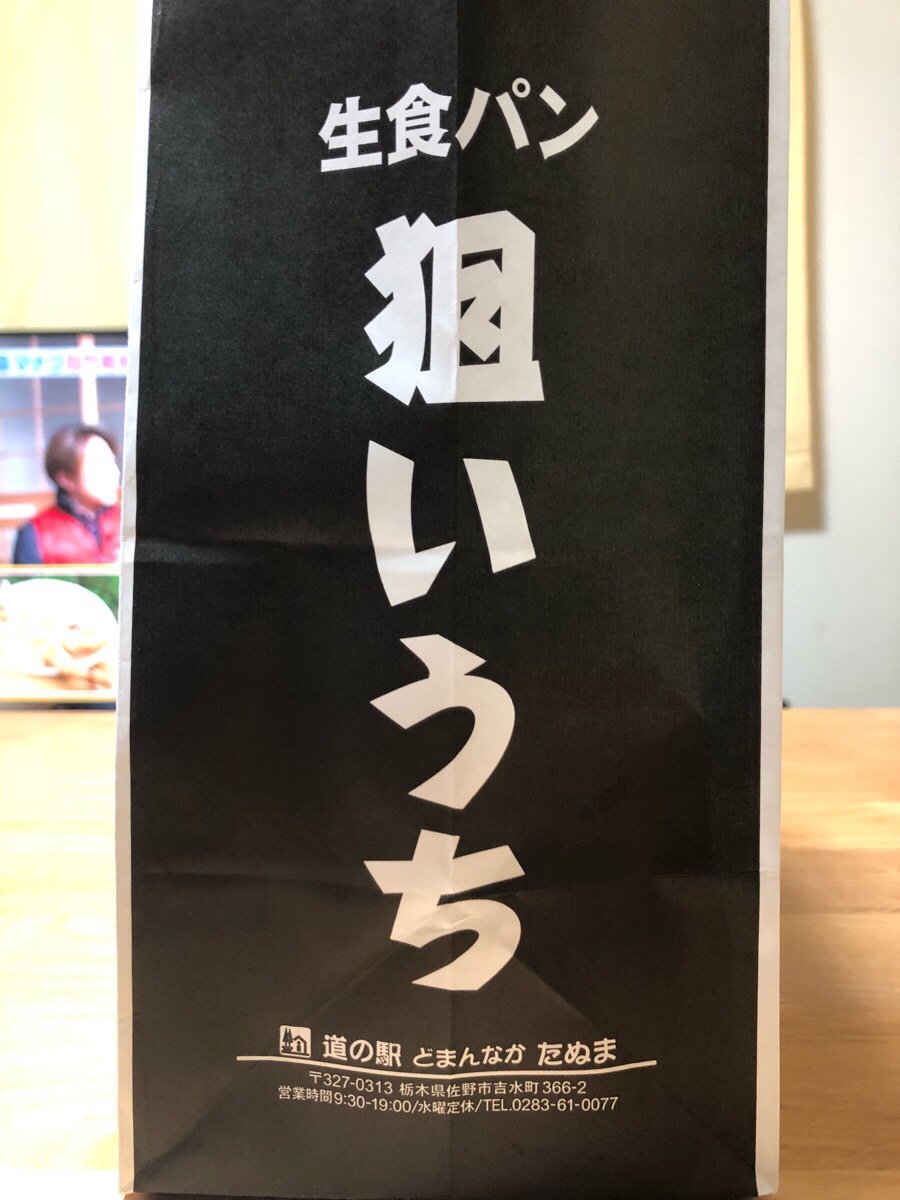 生食パン
狙いうち
道の駅 どまんなか たぬま
〒327-0313 栃木県佐野市吉水町366-2
営業時間9:30-19:00/水曜定休/TEL.0283-61-0077